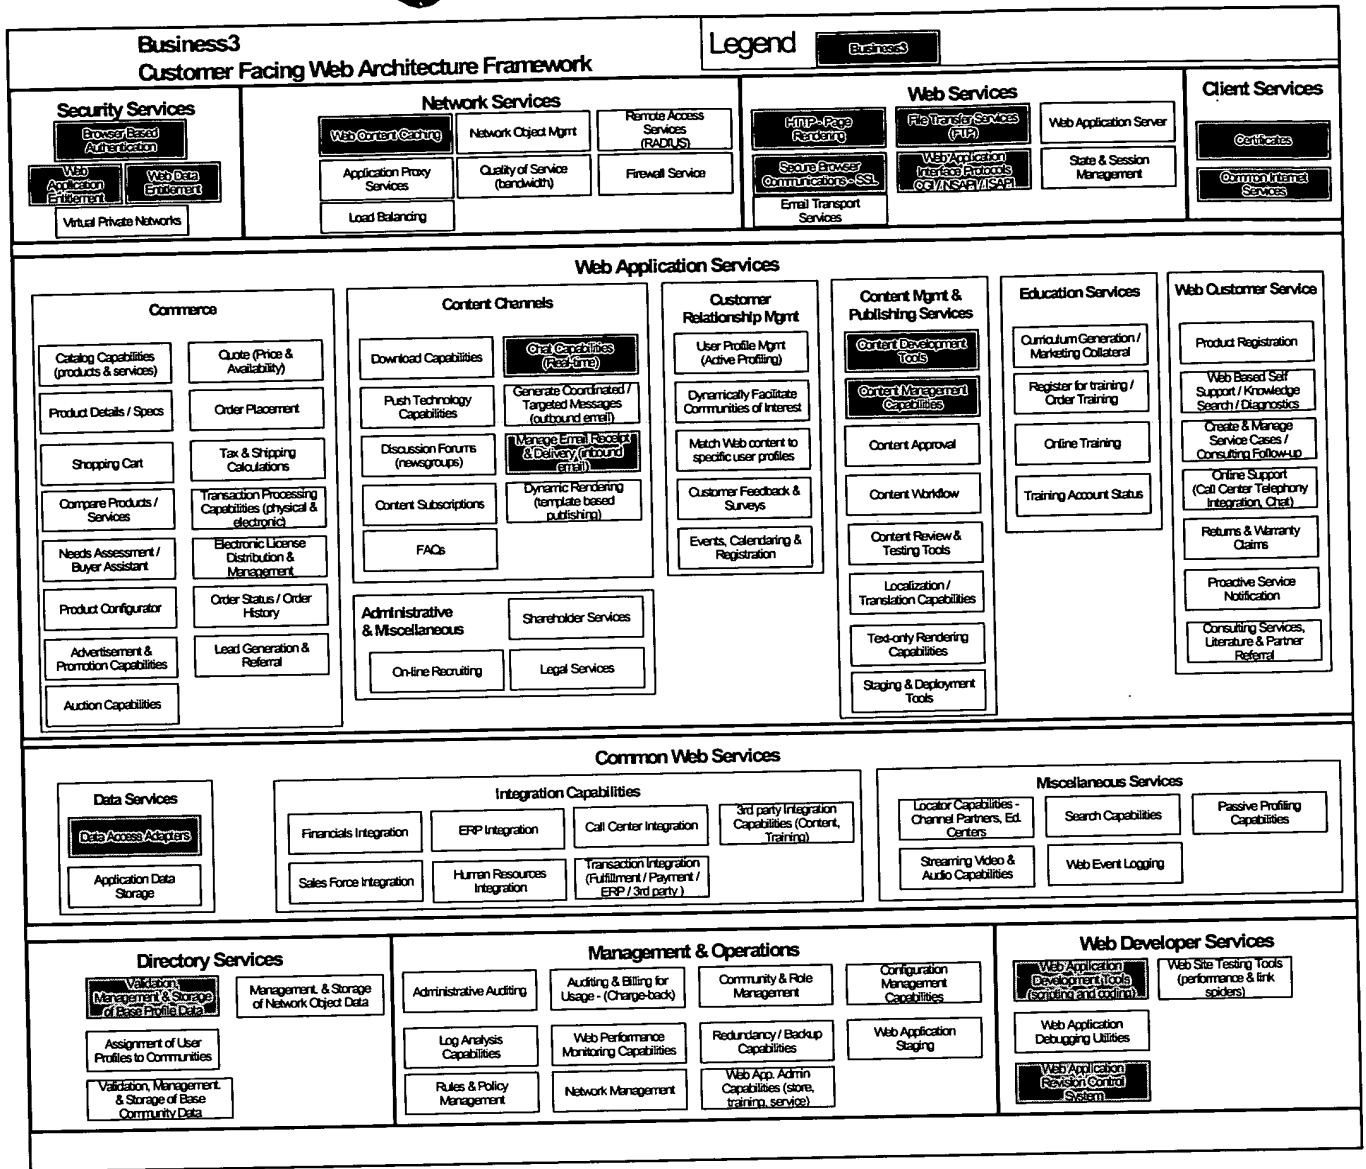 Business3
Customer Facing Web Architecture Framework
Legend
Business3
Security Services
Browser Based
Authentication
Web
Application
Entitlement
Web Data
Entitlement
Virtual Private Networks
Network Services
Web Content Caching
Network Object Mgmt
Remote Access
Services
(RADIUS)
Application Proxy
Services
Quality of Service
(bandwidth)
Firewall Service
Load Balancing
Web Services
HTTP - Page
Rendering
File Transfer Services
(FTP)
Web Application Server
Secure Browser
Communications - SSL
Web Application
Interface Protocols
CGI / NSAPI / ISAPI
State & Session
Management
Email Transport
Services
Client Services
Certificates
Common Internet
Services
Web Application Services
Commerce
Catalog Capabilities
(products & services)
Quote (Price &
Availability)
Product Details / Specs
Order Placement
Shopping Cart
Tax & Shipping
Calculations
Compare Products /
Services
Transaction Processing
Capabilities (physical &
electronic)
Needs Assessment /
Buyer Assistant
Electronic License
Distribution &
Management
Product Configurator
Order Status / Order
History
Advertisement &
Promotion Capabilities
Lead Generation &
Referral
Auction Capabilities
Content Channels
Download Capabilities
Chat Capabilities
(Real-time)
Push Technology
Capabilities
Generate Coordinated /
Targeted Messages
(outbound email)
Discussion Forums
(newsgroups)
Manage Email Receipt
& Delivery (inbound
email)
Content Subscriptions
Dynamic Rendering
(template based
publishing)
FAQs
Administrative
& Miscellaneous
Shareholder Services
On-line Recruiting
Legal Services
Customer
Relationship Mgmt
User Profile Mgmt
(Active Profiling)
Dynamically Facilitate
Communities of Interest
Match Web content to
specific user profiles
Customer Feedback &
Surveys
Events, Calendaring &
Registration
Content Mgmt &
Publishing Services
Content Development
Tools
Content Management
Capabilities
Content Approval
Content Workflow
Content Review &
Testing Tools
Localization /
Translation Capabilities
Text-only Rendering
Capabilities
Staging & Deployment
Tools
Education Services
Curriculum Generation /
Marketing Collateral
Register for training /
Order Training
Online Training
Training Account Status
Web Customer Service
Product Registration
Web Based Self
Support / Knowledge
Search / Diagnostics
Create & Manage
Service Cases /
Consulting Follow-up
Online Support
(Call Center Telephony
Integration, Chat)
Returns & Warranty
Claims
Proactive Service
Notification
Consulting Services,
Literature & Partner
Referral
Common Web Services
Data Services
Data Access Adapters
Application Data
Storage
Integration Capabilities
Financials Integration
ERP Integration
Call Center Integration
3rd party Integration
Capabilities (Content,
Training)
Sales Force Integration
Human Resources
Integration
Transaction Integration
(Fulfillment / Payment /
ERP / 3rd party )
Miscellaneous Services
Locator Capabilities -
Channel Partners, Ed.
Centers
Search Capabilities
Passive Profiling
Capabilities
Streaming Video &
Audio Capabilities
Web Event Logging
Directory Services
Validation,
Management & Storage
of Base Profile Data
Management. & Storage
of Network Object Data
Assignment of User
Profiles to Communities
Validation, Management.
& Storage of Base
Community Data
Management & Operations
Administrative Auditing
Auditing & Billing for
Usage - (Charge-back)
Community & Role
Management
Configuration
Management
Capabilities
Log Analysis
Capabilities
Web Performance
Monitoring Capabilities
Redundancy / Backup
Capabilities
Web Application
Staging
Rules & Policy
Management
Network Management
Web App. Admin
Capabilities (store,
training, service)
Web Developer Services
Web Application
Development Tools
(scripting and coding)
Web Site Testing Tools
(performance & link
spiders)
Web Application
Debugging Utilities
Web Application
Revision Control
System